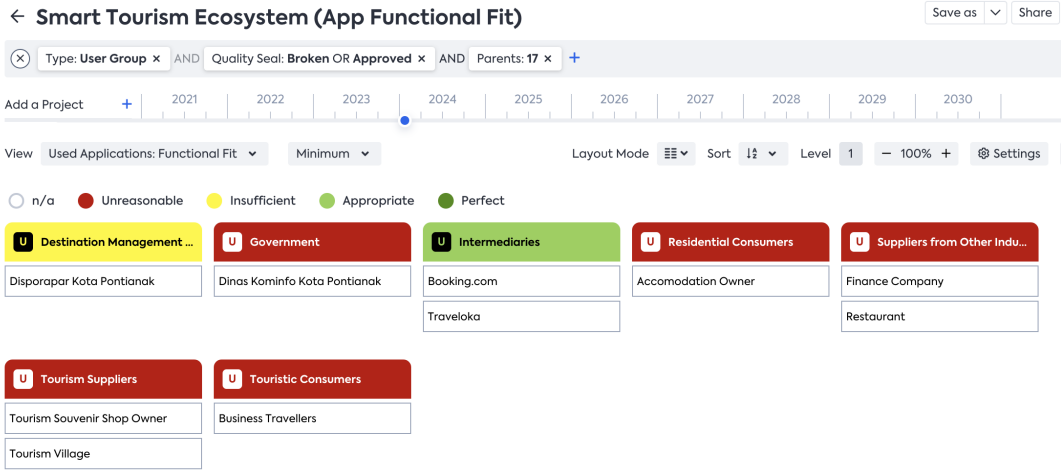 ← Smart Tourism Ecosystem (App Functional Fit)
Save as
Share
Type: User Group × AND Quality Seal: Broken OR Approved × AND Parents: 17 × +
Add a Project + 2021 2022 2023 2024 2025 2026 2027 2028 2029 2030
View Used Applications: Functional Fit Minimum Layout Mode Sort Level 1 − 100% + Settings
n/a Unreasonable Insufficient Appropriate Perfect
U Destination Management ...
U Government
U Intermediaries
U Residential Consumers
U Suppliers from Other Indu...
Disporapar Kota Pontianak
Dinas Kominfo Kota Pontianak
Booking.com
Accomodation Owner
Finance Company
Traveloka
Restaurant
U Tourism Suppliers
U Touristic Consumers
Tourism Souvenir Shop Owner
Business Travellers
Tourism Village